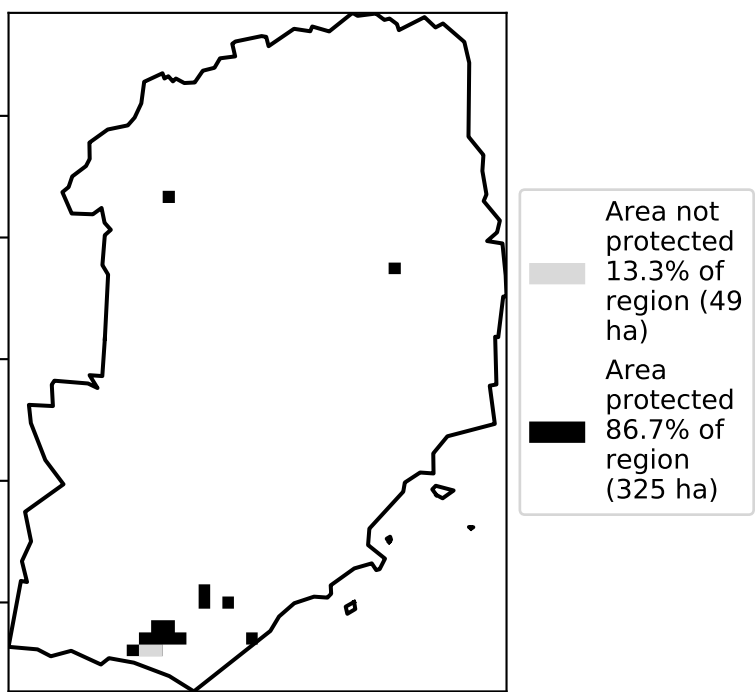 Area not
protected
13.3% of
region (49
ha)
Area
protected
86.7% of
region
(325 ha)